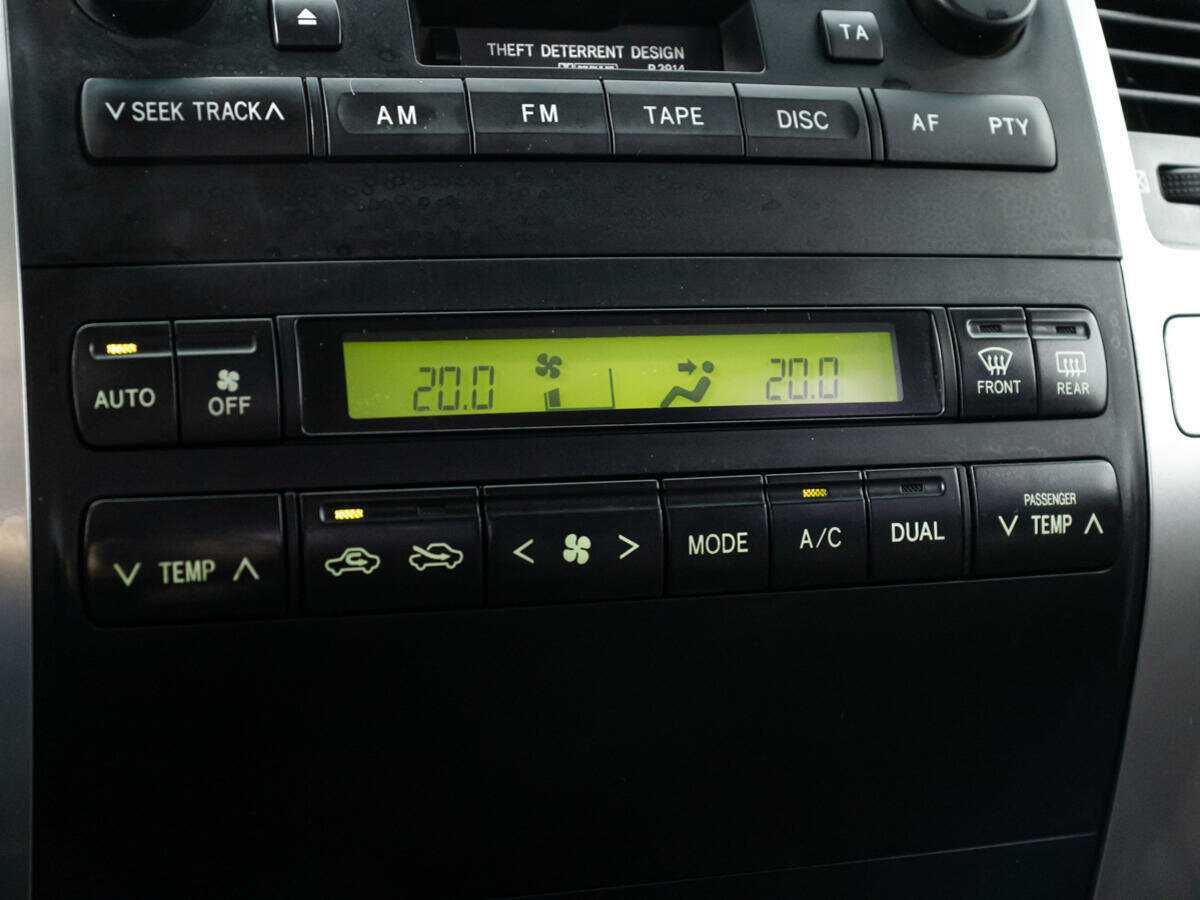 THEFT DETERRENT DESIGN
P3914
TA
SEEK TRACK
AM
FM
TAPE
DISC
AF PTY
AUTO
OFF
20.0
20.0
FRONT
REAR
TEMP
MODE
A/C
DUAL
PASSENGER
TEMP